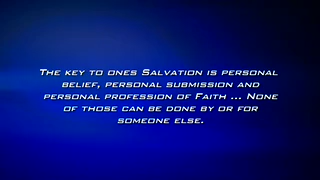 The key to ones Salvation is personal
belief, personal submission and
personal profession of Faith ... None
of those can be done by or for
someone else.